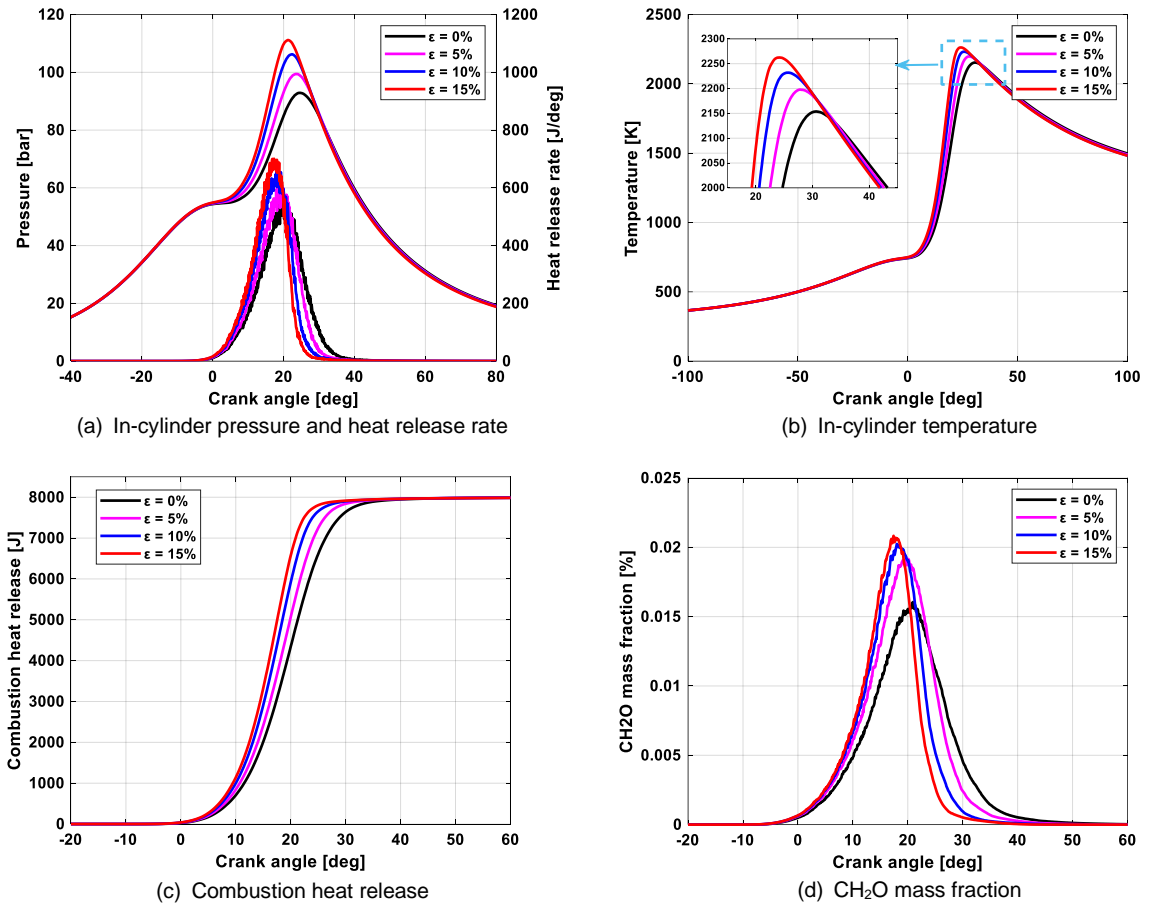 1200
1000
800
600
400
200
0
Heat release rate [J/deg]
120
100
80
60
40
20
0
Pressure [bar]
ε = 0%
ε = 5%
ε = 10%
ε = 15%
-40 -20 0 20 40 60 80
Crank angle [deg]
(a) In-cylinder pressure and heat release rate
2500
2000
1500
1000
500
0
Temperature [K]
2300
2250
2200
2150
2100
2050
2000
20 30 40
ε = 0%
ε = 5%
ε = 10%
ε = 15%
-100 -50 0 50 100
Crank angle [deg]
(b) In-cylinder temperature
8000
7000
6000
5000
4000
3000
2000
1000
0
Combustion heat release [J]
ε = 0%
ε = 5%
ε = 10%
ε = 15%
-20 -10 0 10 20 30 40 50 60
Crank angle [deg]
(c) Combustion heat release
0.025
0.02
0.015
0.01
0.005
0
CH2O mass fraction [%]
ε = 0%
ε = 5%
ε = 10%
ε = 15%
-20 -10 0 10 20 30 40 50 60
Crank angle [deg]
(d) CH₂O mass fraction